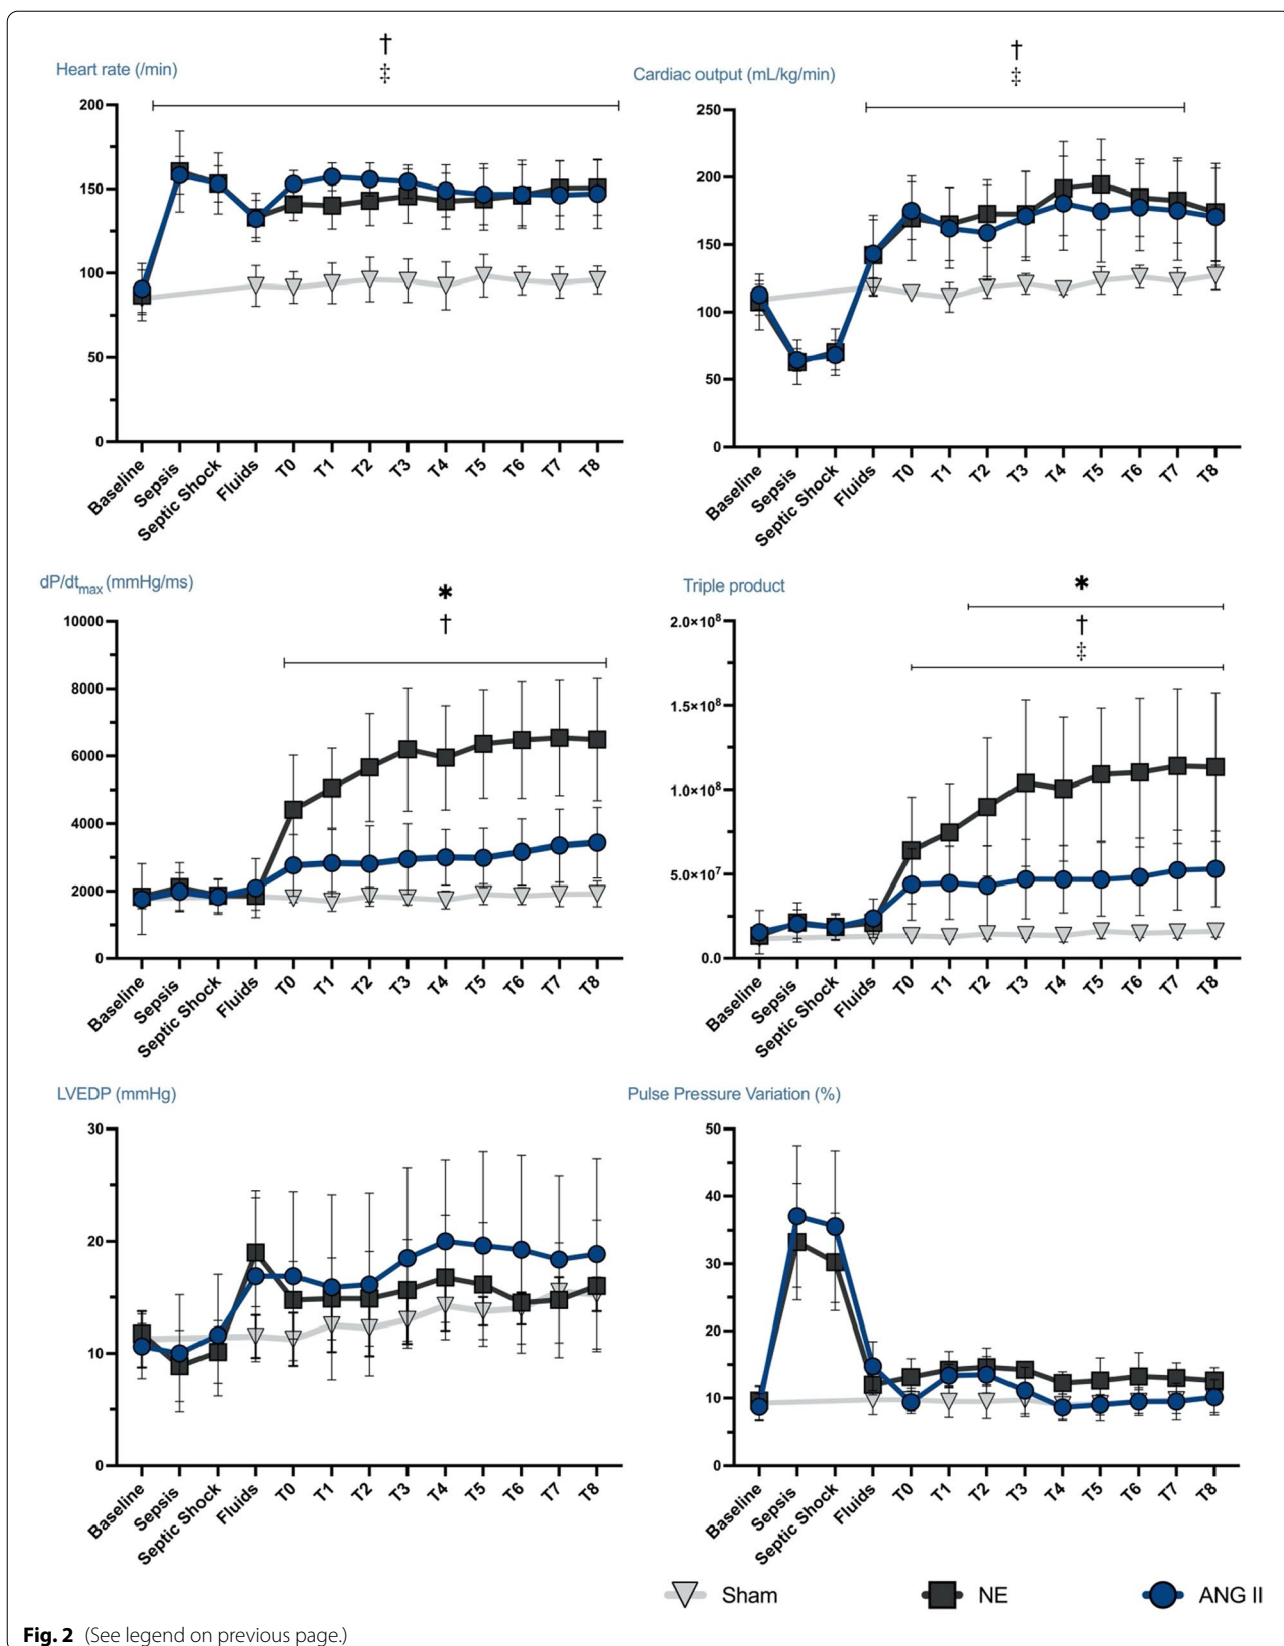 †
‡
Heart rate (/min)
200
150
100
50
0
Baseline
Sepsis
Septic Shock
Fluids
T0
T1
T2
T3
T4
T5
T6
T7
T8
†
‡
Cardiac output (mL/kg/min)
250
200
150
100
50
0
Baseline
Sepsis
Septic Shock
Fluids
T0
T1
T2
T3
T4
T5
T6
T7
T8
dP/dtmax (mmHg/ms)
*
†
10000
8000
6000
4000
2000
0
Baseline
Sepsis
Septic Shock
Fluids
T0
T1
T2
T3
T4
T5
T6
T7
T8
Triple product
*
†
‡
2.0×10⁸
1.5×10⁸
1.0×10⁸
5.0×10⁷
0.0
Baseline
Sepsis
Septic Shock
Fluids
T0
T1
T2
T3
T4
T5
T6
T7
T8
LVEDP (mmHg)
30
20
10
0
Baseline
Sepsis
Septic Shock
Fluids
T0
T1
T2
T3
T4
T5
T6
T7
T8
Pulse Pressure Variation (%)
50
40
30
20
10
0
Baseline
Sepsis
Septic Shock
Fluids
T0
T1
T2
T3
T4
T5
T6
T7
T8
Sham NE ANG II
Fig. 2 (See legend on previous page.)